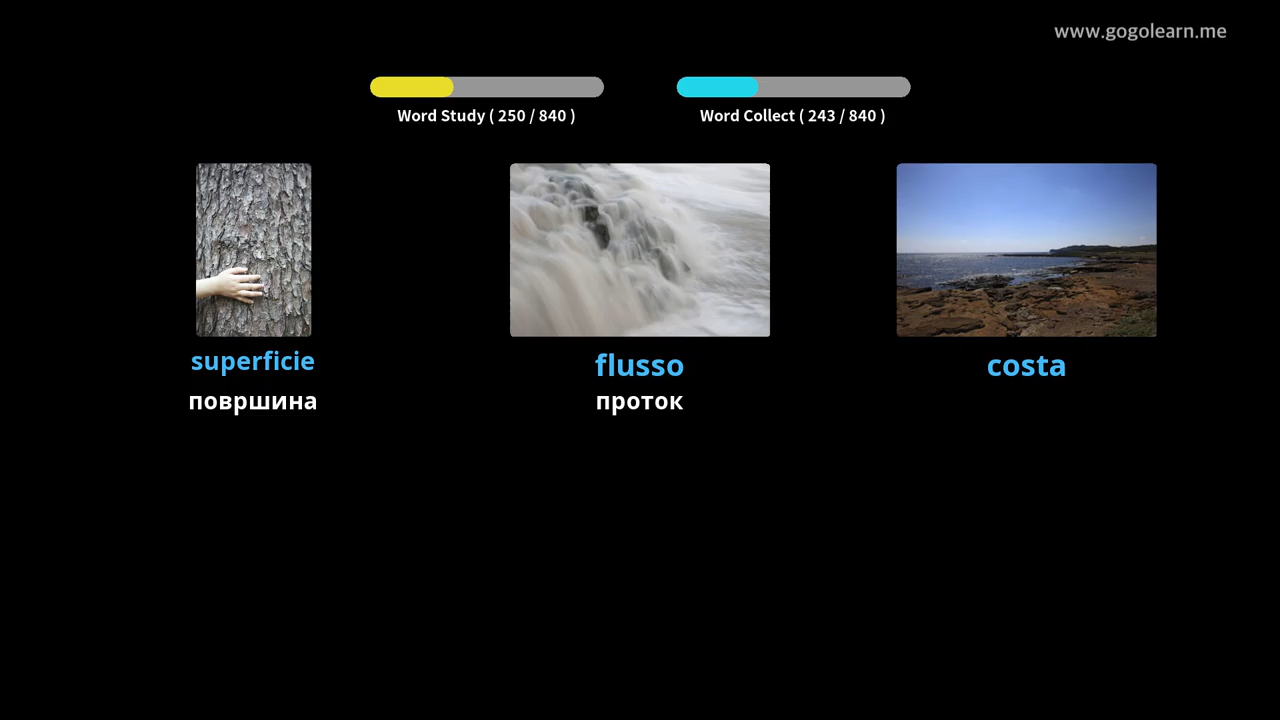 www.gogolearn.me
Word Study ( 250 / 840 )
Word Collect ( 243 / 840 )
superficie
површина
flusso
проток
costa